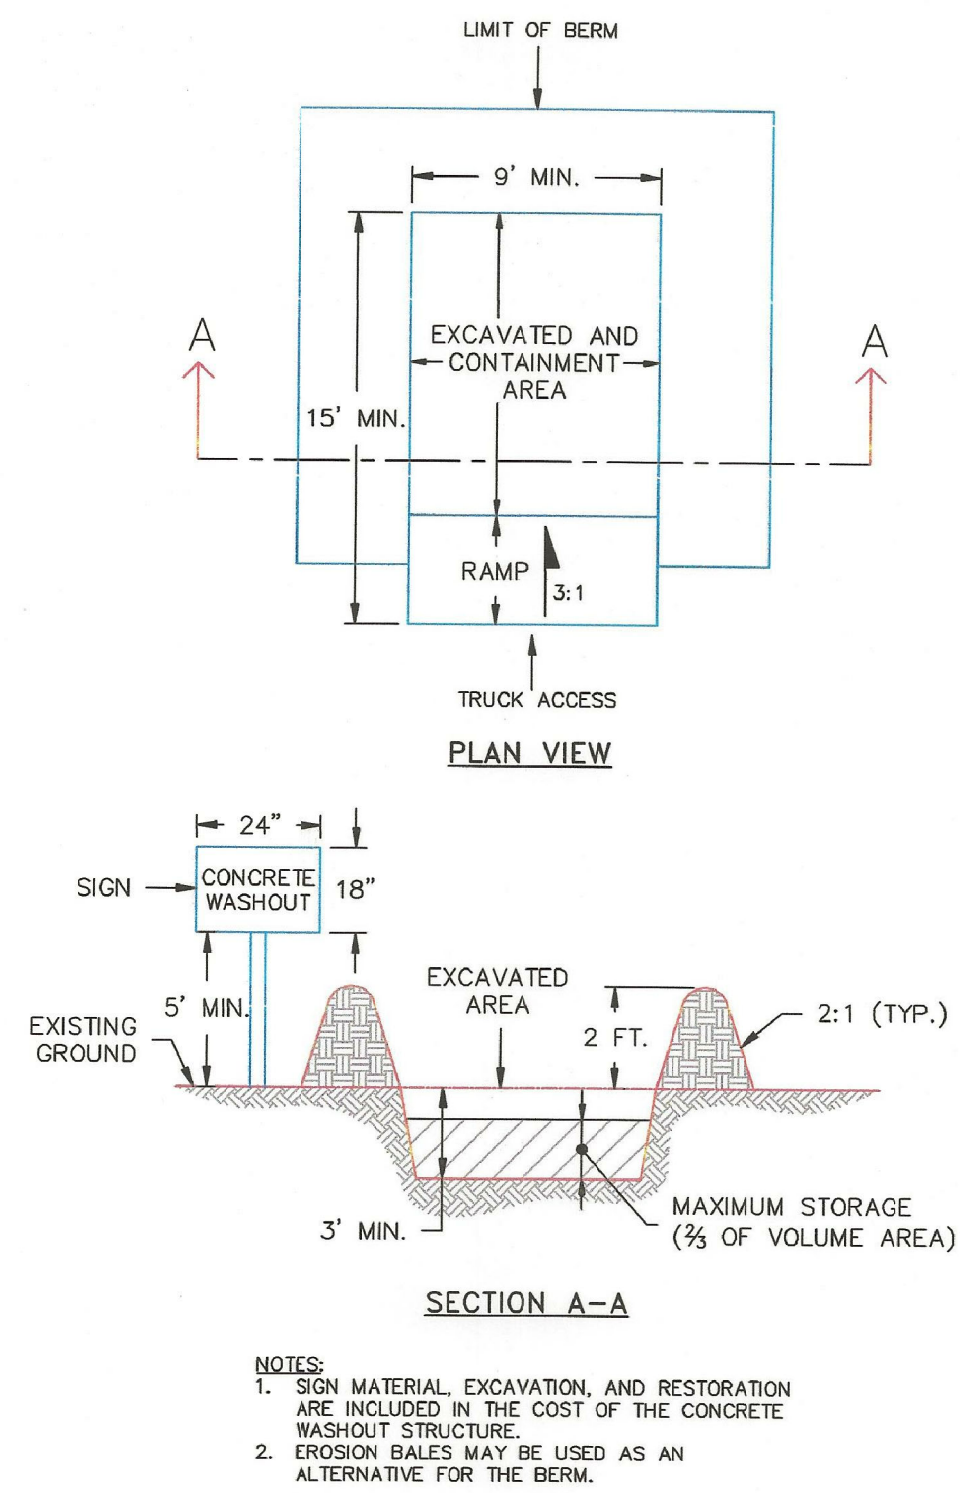 LIMIT OF BERM
9' MIN.
A
A
EXCAVATED AND
CONTAINMENT
AREA
15' MIN.
RAMP
3:1
TRUCK ACCESS
PLAN VIEW
24"
SIGN
CONCRETE
WASHOUT
18"
5' MIN.
EXISTING
GROUND
EXCAVATED
AREA
2 FT.
2:1 (TYP.)
3' MIN.
MAXIMUM STORAGE
(⅔ OF VOLUME AREA)
SECTION A-A
NOTES:
1. SIGN MATERIAL, EXCAVATION, AND RESTORATION
ARE INCLUDED IN THE COST OF THE CONCRETE
WASHOUT STRUCTURE.
2. EROSION BALES MAY BE USED AS AN
ALTERNATIVE FOR THE BERM.